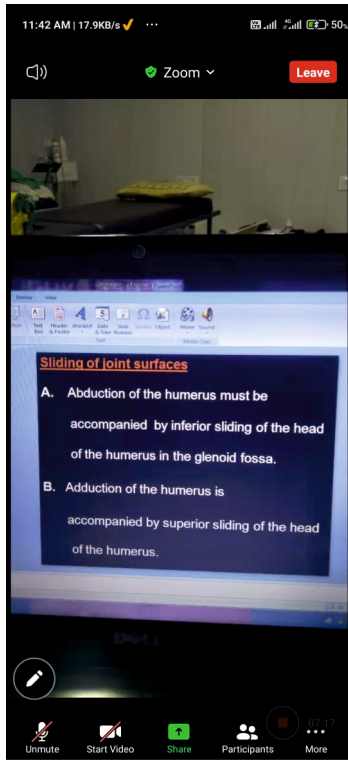 11:42 AM | 17.9KB/s ... 4G 50%
Zoom
Leave
Review View
Text Box Header & Footer WordArt Date & Time Slide Number Symbol Object Movie Sound
Text Media Clips
Sliding of joint surfaces
A. Abduction of the humerus must be
accompanied by inferior sliding of the head
of the humerus in the glenoid fossa.
B. Adduction of the humerus is
accompanied by superior sliding of the head
of the humerus.
DELL
07:17
Unmute Start Video Share Participants More